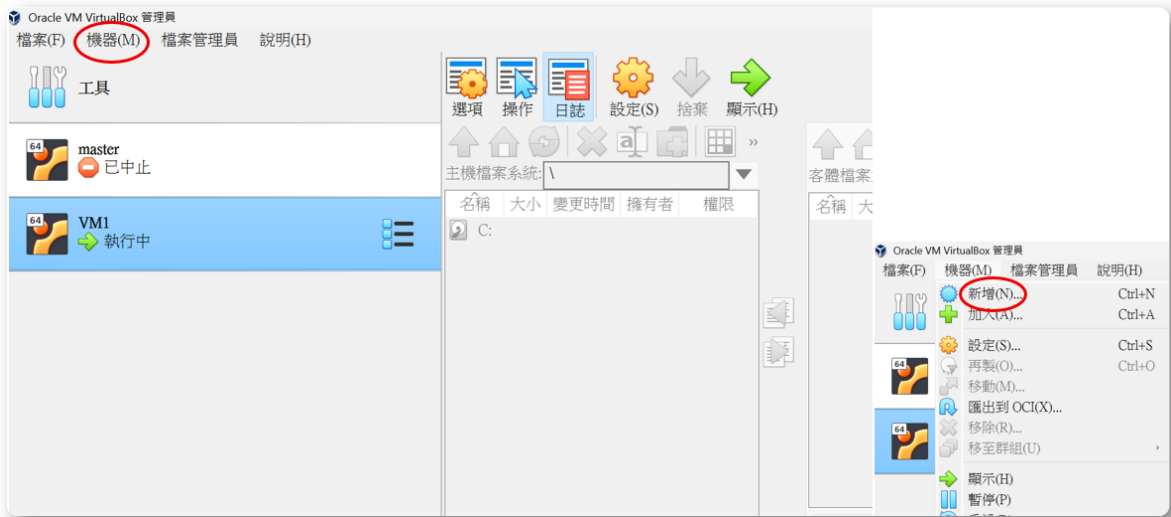 Oracle VM VirtualBox 管理員
檔案(F) 機器(M) 檔案管理員 說明(H)
工具
選項 操作 日誌 設定(S) 捨棄 顯示(H)
64 master
已中止
64 VM1
執行中
主機檔案系統: \
名稱 大小 變更時間 擁有者 權限
C:
客體檔案
名稱 大
Oracle VM VirtualBox 管理員
檔案(F) 機器(M) 檔案管理員 說明(H)
新增(N)... Ctrl+N
加入(A)... Ctrl+A
設定(S)... Ctrl+S
再製(O)... Ctrl+O
移動(M)...
匯出到 OCI(X)...
移除(R)...
移至群組(U)
顯示(H)
暫停(P)
64
64